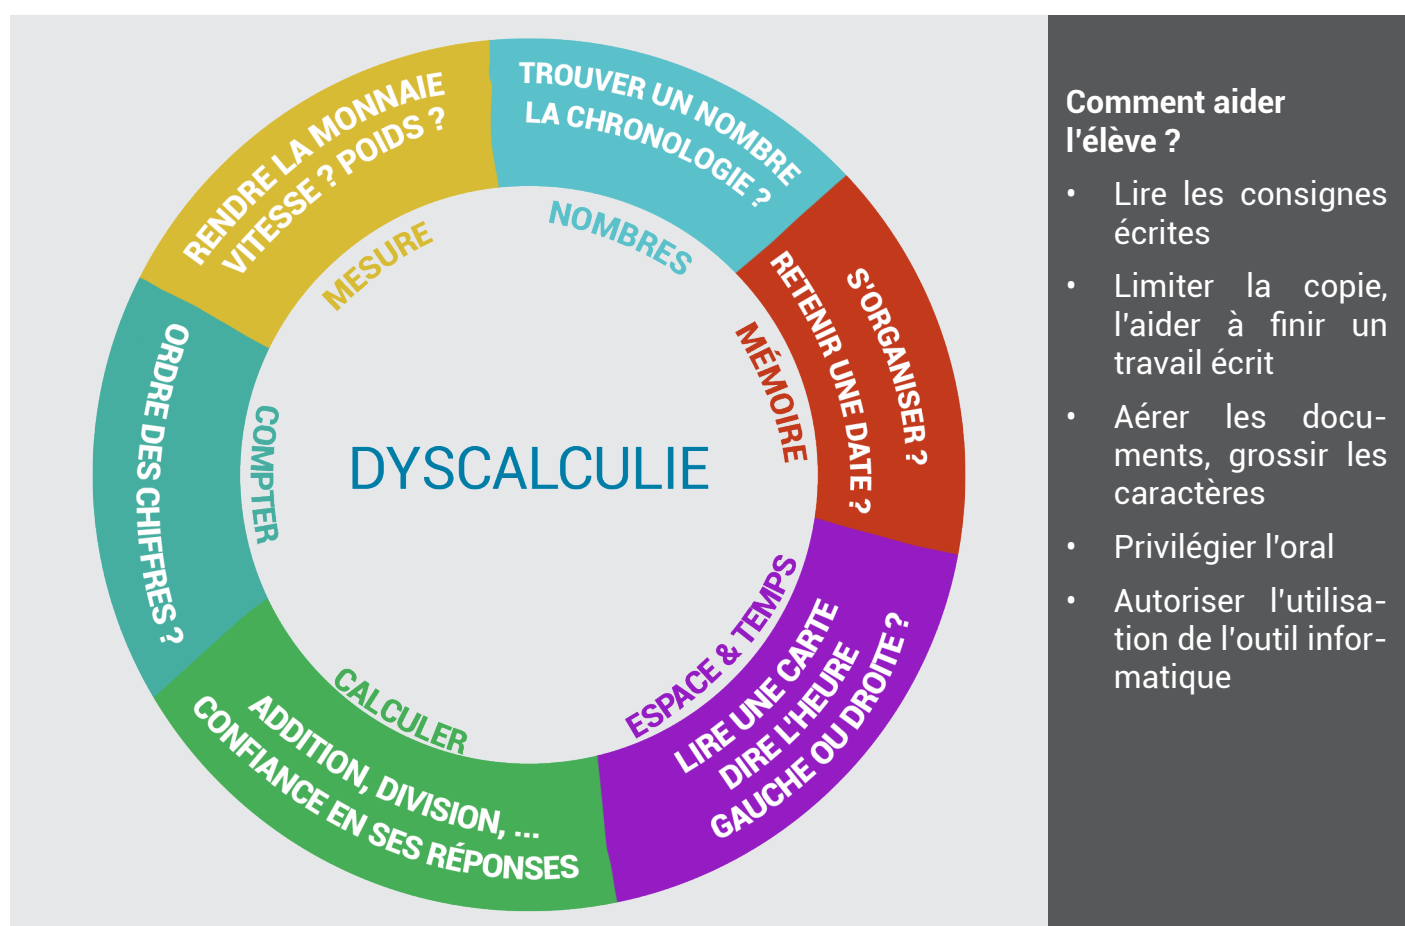 RENDRE LA MONNAIE
VITESSE ? POIDS ?
MESURE
TROUVER UN NOMBRE
LA CHRONOLOGIE ?
NOMBRES
S'ORGANISER ?
RETENIR UNE DATE ?
MÉMOIRE
ESPACE & TEMPS
LIRE UNE CARTE
DIRE L'HEURE
GAUCHE OU DROITE ?
CALCULER
ADDITION, DIVISION, ...
CONFIANCE EN SES RÉPONSES
ORDRE DES CHIFFRES ?
COMPTER
DYSCALCULIE
Comment aider
l'élève ?
• Lire les consignes
écrites
• Limiter la copie,
l'aider à finir un
travail écrit
• Aérer les docu-
ments, grossir les
caractères
• Privilégier l'oral
• Autoriser l'utilisa-
tion de l'outil infor-
matique